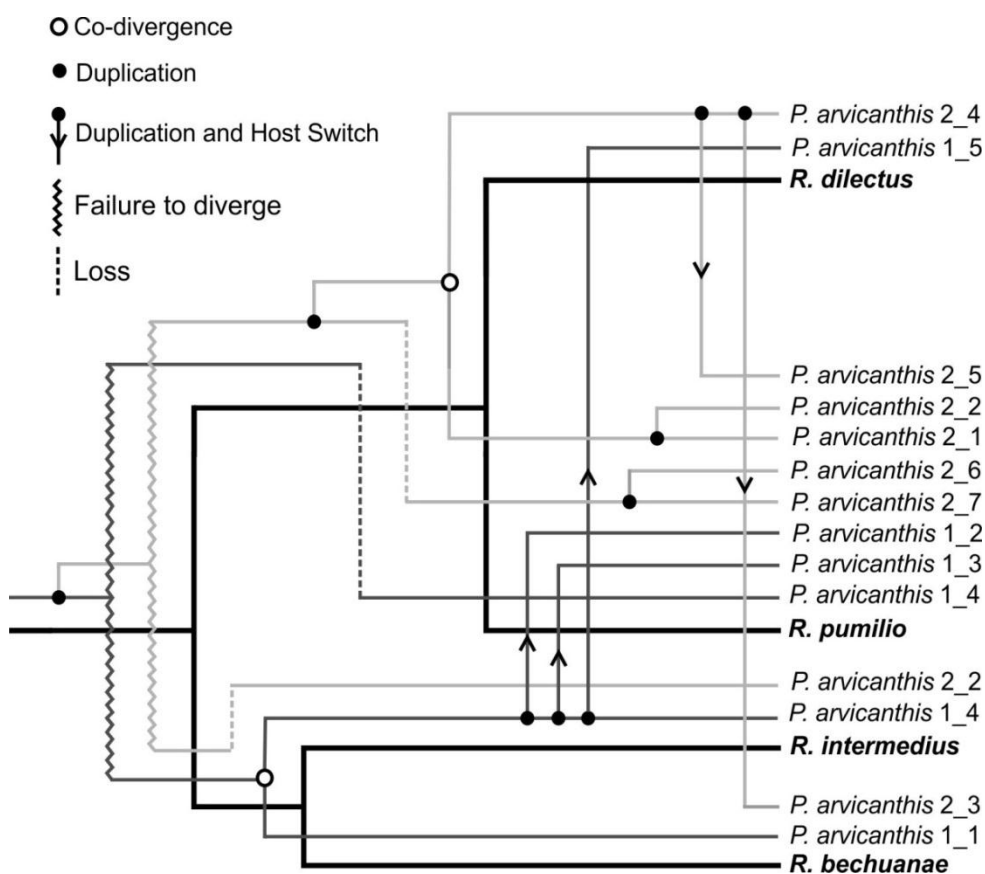 Co-divergence
Duplication
Duplication and Host Switch
Failure to diverge
Loss
P. arvicanthis 2_4
P. arvicanthis 1_5
R. dilectus
P. arvicanthis 2_5
P. arvicanthis 2_2
P. arvicanthis 2_1
P. arvicanthis 2_6
P. arvicanthis 2_7
P. arvicanthis 1_2
P. arvicanthis 1_3
P. arvicanthis 1_4
R. pumilio
P. arvicanthis 2_2
P. arvicanthis 1_4
R. intermedius
P. arvicanthis 2_3
P. arvicanthis 1_1
R. bechuanae